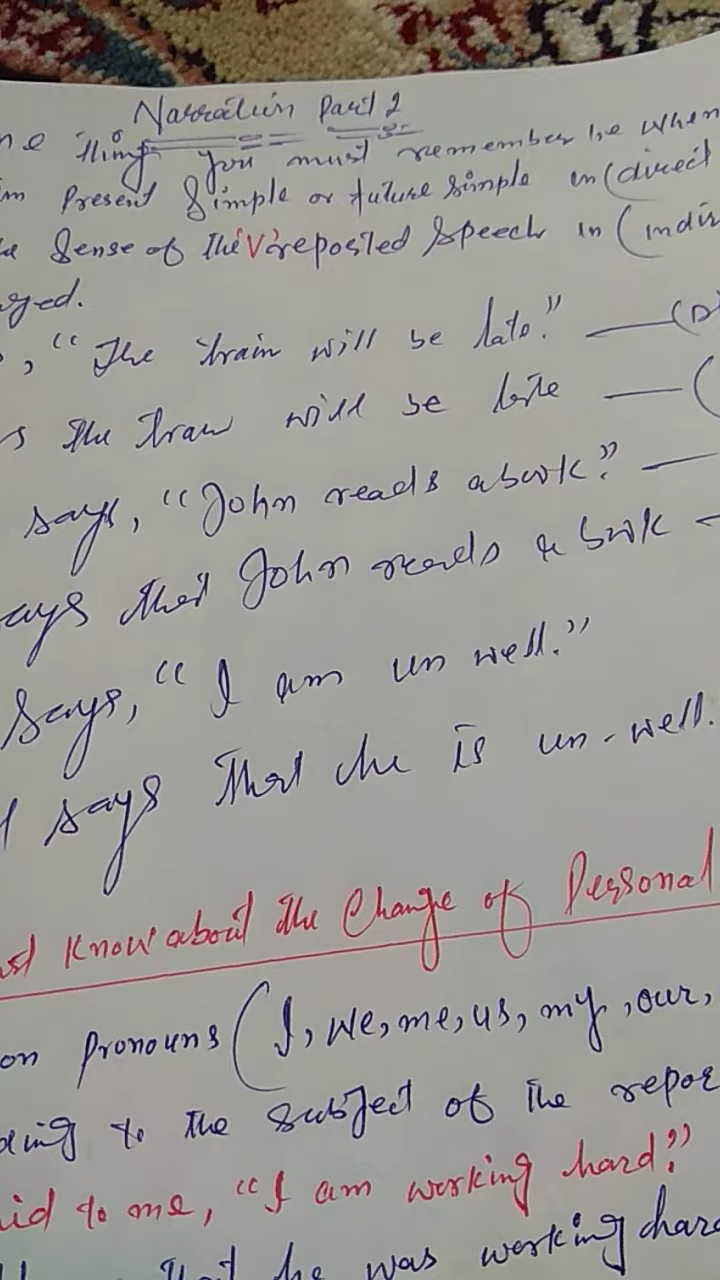 Narration Part 2
ne thing you must remember be when
Present Simple or future simple in (direct
Sense of the reported Speech in (indir
ged.
, "The train will be late." — (D
s the train will be late — (
says, "John reads a book." —
ays that John reads a book —
says, "I am un well."
says that he is un-well.
st know about the Change of Personal
on pronouns (I, we, me, us, my, our,
ding to the subject of the repor
id to me, "I am working hard."
that he was working hard